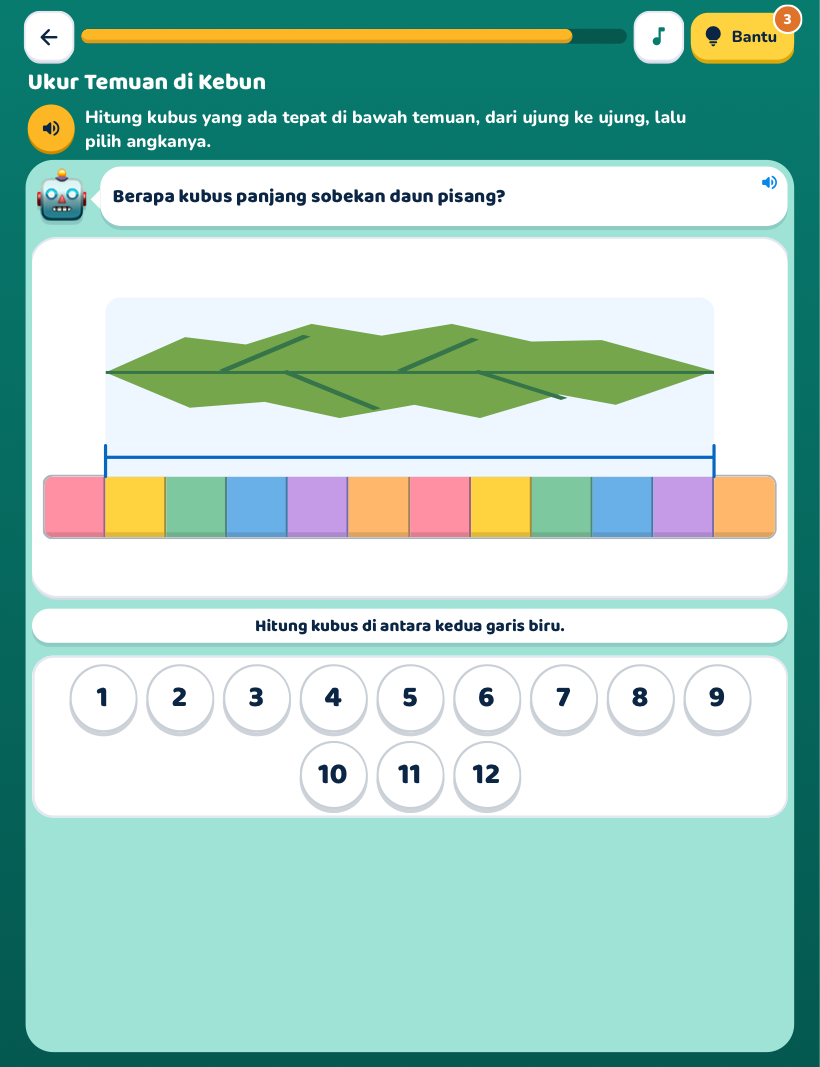 3
Bantu
Ukur Temuan di Kebun
Hitung kubus yang ada tepat di bawah temuan, dari ujung ke ujung, lalu
pilih angkanya.
Berapa kubus panjang sobekan daun pisang?
Hitung kubus di antara kedua garis biru.
1 2 3 4 5 6 7 8 9
10 11 12